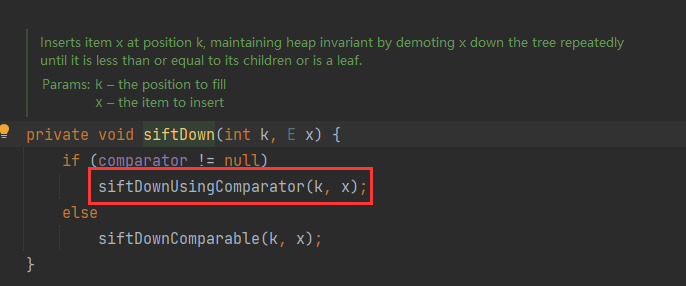 Inserts item x at position k, maintaining heap invariant by demoting x down the tree repeatedly
until it is less than or equal to its children or is a leaf.
Params: k – the position to fill
x – the item to insert
private void siftDown(int k, E x) {
if (comparator != null)
siftDownUsingComparator(k, x);
else
siftDownComparable(k, x);
}